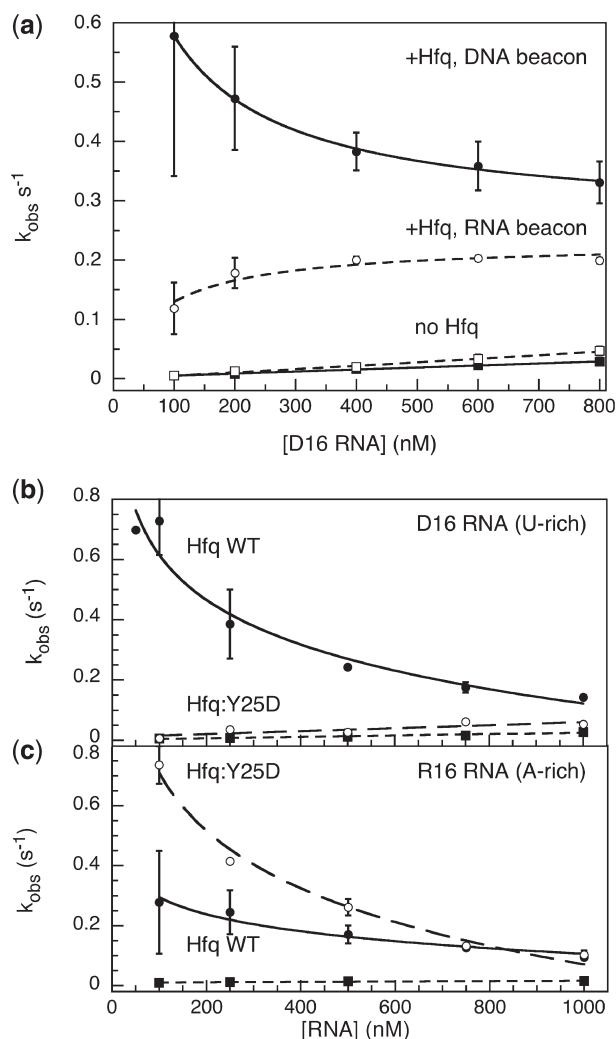 (a)
0.6
0.5
0.4
0.3
0.2
0.1
0
k_obs s⁻¹
+Hfq, DNA beacon
+Hfq, RNA beacon
no Hfq
0 100 200 300 400 500 600 700 800
[D16 RNA] (nM)
(b)
0.8
0.6
0.4
0.2
0
k_obs (s⁻¹)
D16 RNA (U-rich)
Hfq WT
Hfq:Y25D
(c)
0.8
0.6
0.4
0.2
0
k_obs (s⁻¹)
Hfq:Y25D
R16 RNA (A-rich)
Hfq WT
0 200 400 600 800 1000
[RNA] (nM)